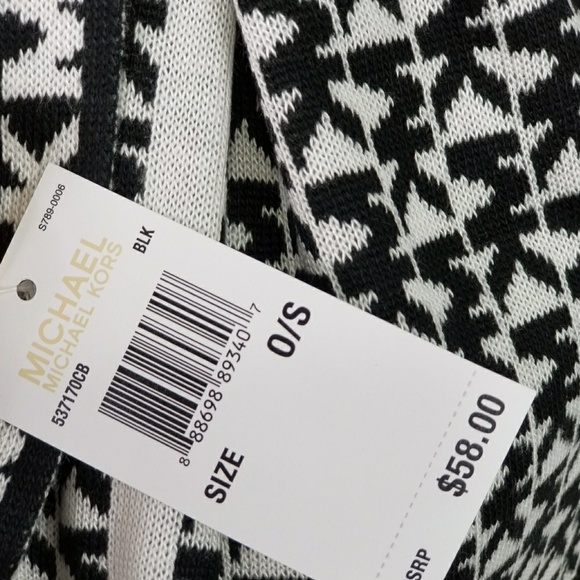 S789-0006
MICHAEL
MICHAEL KORS
537170CB
BLK
8 88698 89340 7
SIZE
O/S
$58.00
SRP